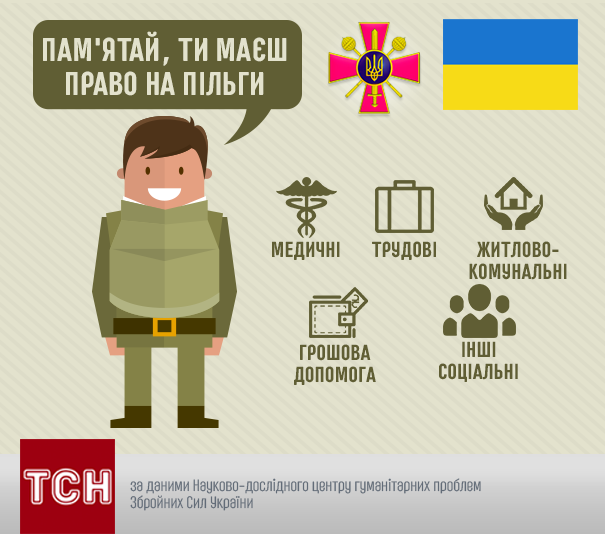 ПАМ'ЯТАЙ, ТИ МАЄШ
ПРАВО НА ПІЛЬГИ
МЕДИЧНІ
ТРУДОВІ
ЖИТЛОВО-
КОМУНАЛЬНІ
ГРОШОВА
ДОПОМОГА
ІНШІ
СОЦІАЛЬНІ
ТСН
за даними Науково-дослідного центру гуманітарних проблем
Збройних Сил України